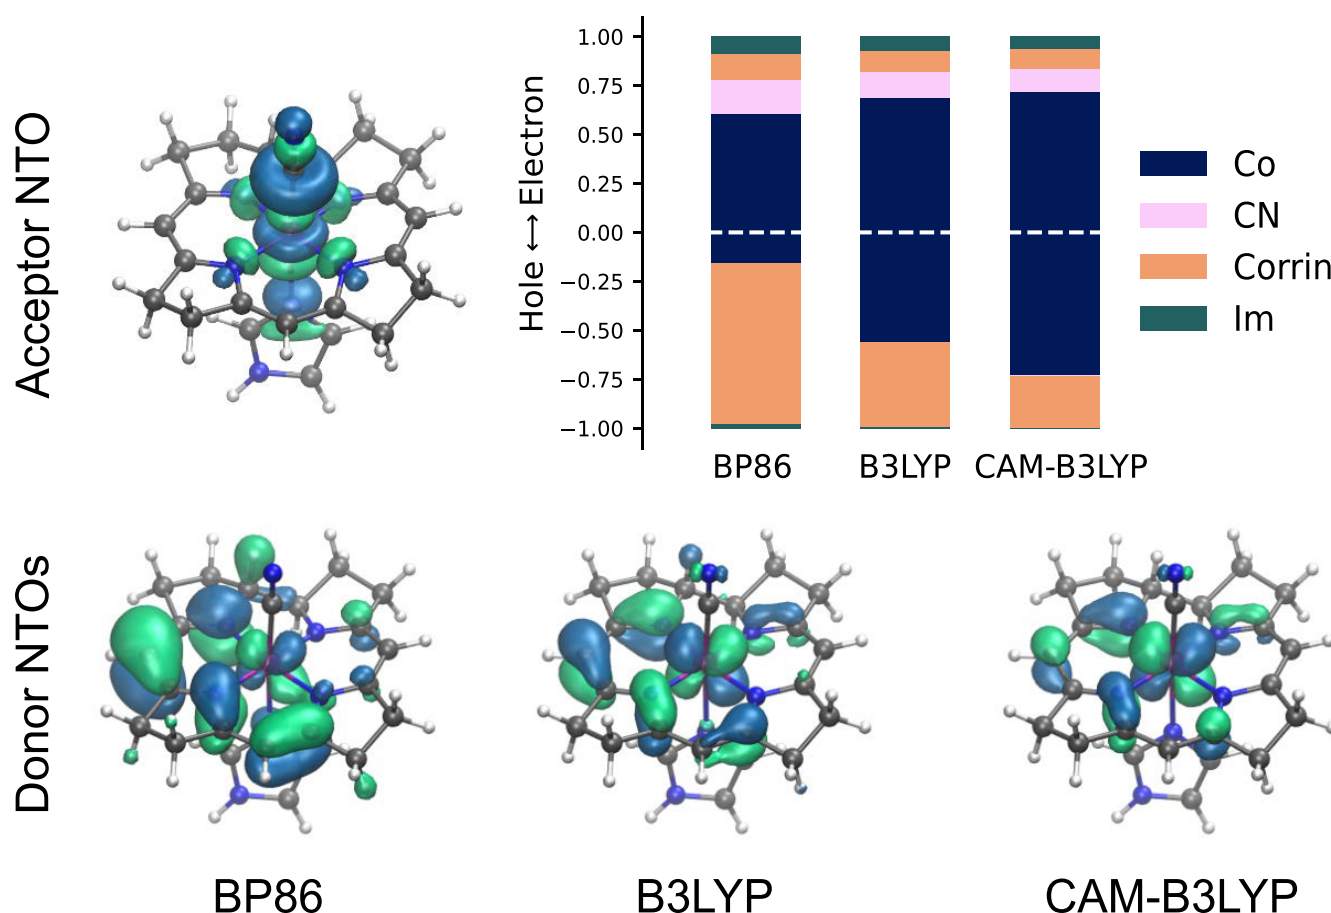 Acceptor NTO
Hole ↔ Electron
1.00
0.75
0.50
0.25
0.00
−0.25
−0.50
−0.75
−1.00
BP86
B3LYP
CAM-B3LYP
Co
CN
Corrin
Im
Donor NTOs
BP86
B3LYP
CAM-B3LYP